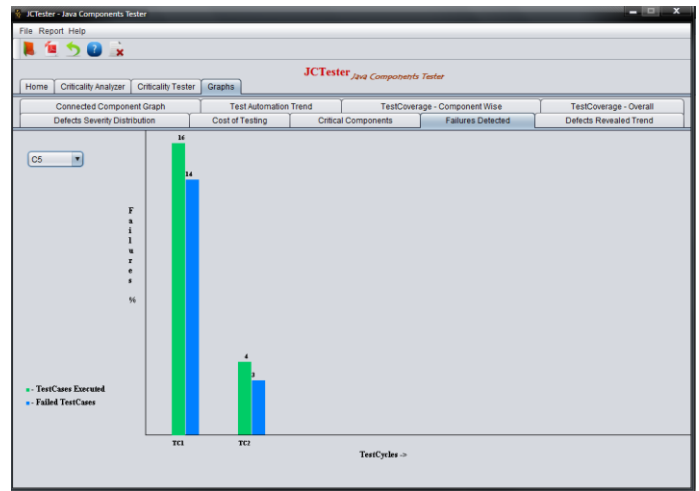 JCTester - Java Components Tester
File Report Help
JCTester Java Components Tester
Home Criticality Analyzer Criticality Tester Graphs
Connected Component Graph Test Automation Trend TestCoverage - Component Wise TestCoverage - Overall
Defects Severity Distribution Cost of Testing Critical Components Failures Detected Defects Revealed Trend
16
C5
14
Failures %
4
3
- TestCases Executed
- Failed TestCases
TC1 TC2
TestCycles ->